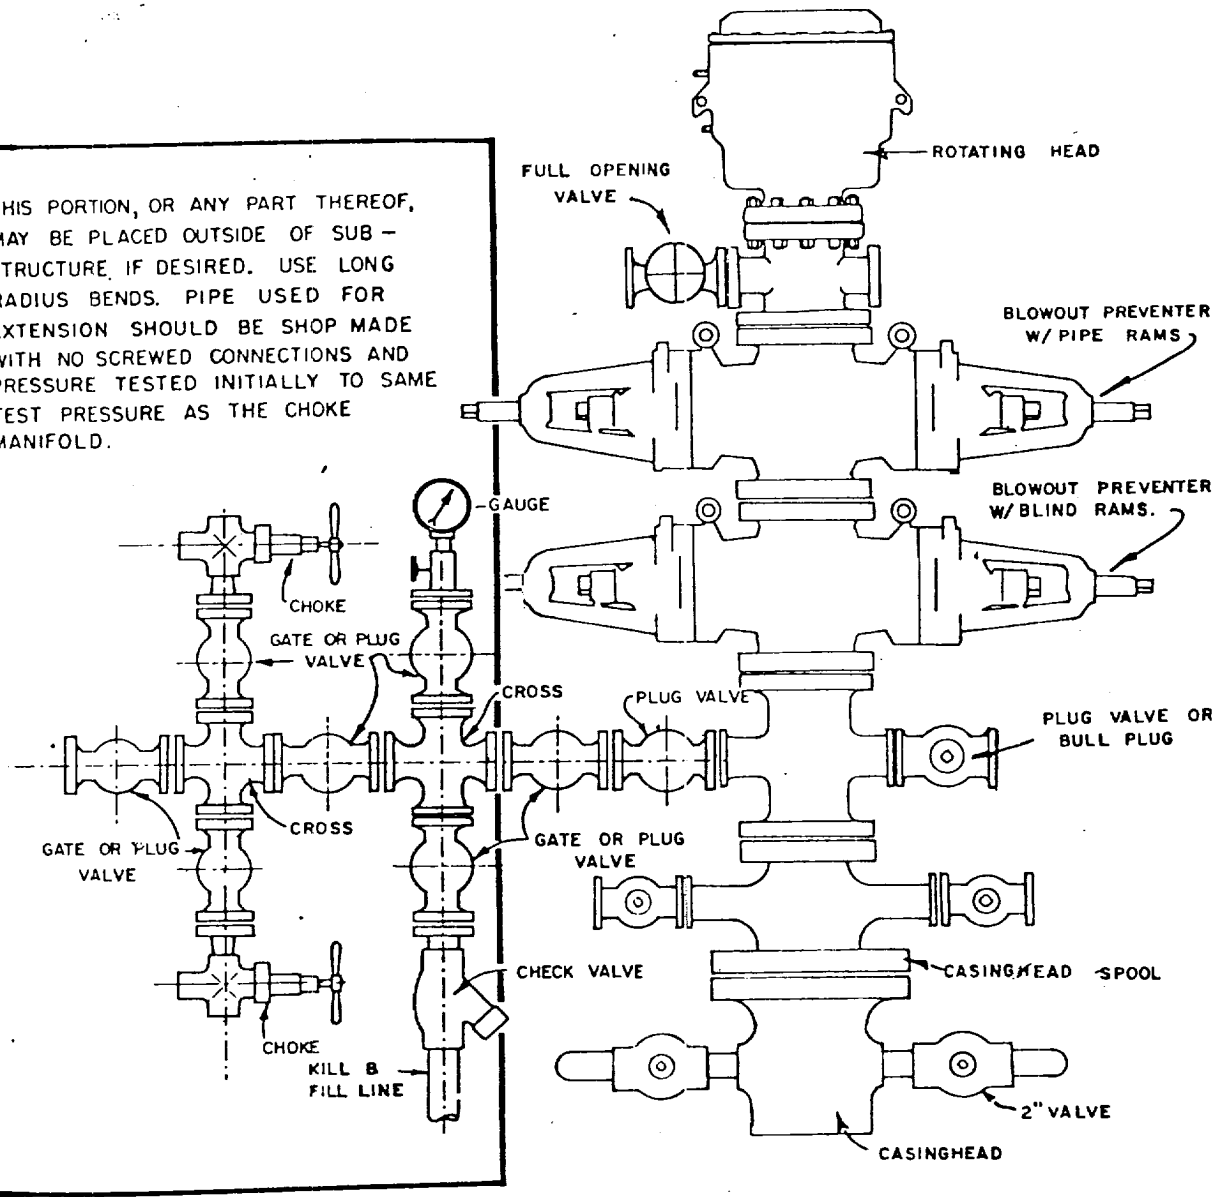 ROTATING HEAD
FULL OPENING
VALVE
HIS PORTION, OR ANY PART THEREOF,
MAY BE PLACED OUTSIDE OF SUB-
TRUCTURE IF DESIRED. USE LONG
RADIUS BENDS. PIPE USED FOR
EXTENSION SHOULD BE SHOP MADE
WITH NO SCREWED CONNECTIONS AND
PRESSURE TESTED INITIALLY TO SAME
TEST PRESSURE AS THE CHOKE
MANIFOLD.
BLOWOUT PREVENTER
W/ PIPE RAMS
BLOWOUT PREVENTER
W/ BLIND RAMS.
GAUGE
CHOKE
GATE OR PLUG
VALVE
CROSS
PLUG VALVE
PLUG VALVE OR
BULL PLUG
CROSS
GATE OR PLUG
VALVE
GATE OR PLUG
VALVE
CHECK VALVE
CASINGHEAD SPOOL
CHOKE
KILL &
FILL LINE
2" VALVE
CASINGHEAD